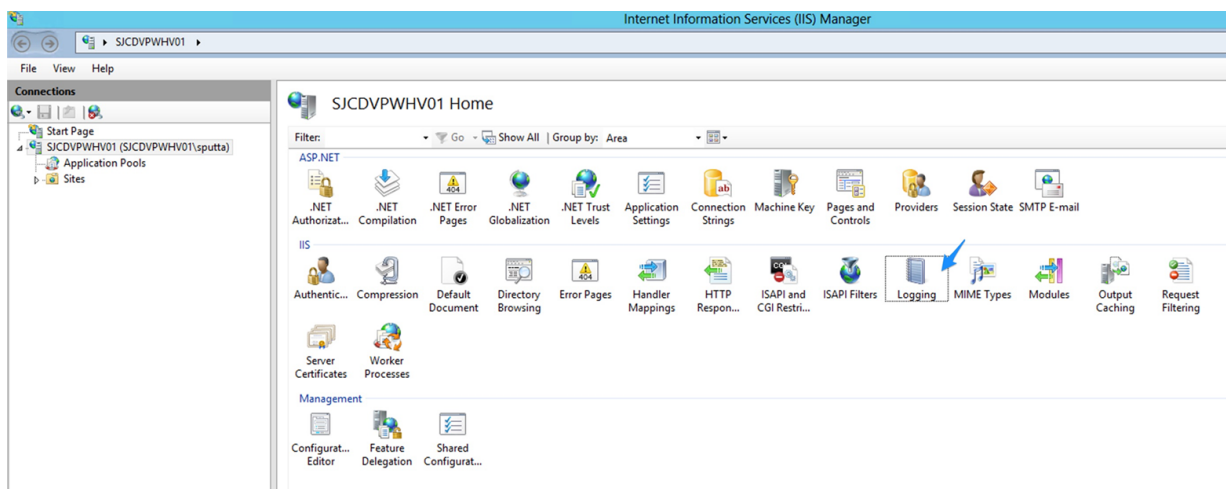 Internet Information Services (IIS) Manager
SJCDVPWHV01
File View Help
Connections
Start Page
SJCDVPWHV01 (SJCDVPWHV01\sputta)
Application Pools
Sites
SJCDVPWHV01 Home
Filter: Go Show All Group by: Area
ASP.NET
.NET .NET .NET Error .NET .NET Trust Application Connection Machine Key Pages and Providers Session State SMTP E-mail
Authorizat... Compilation Pages Globalization Levels Settings Strings Controls
IIS
Authentic... Compression Default Directory Error Pages Handler HTTP ISAPI and ISAPI Filters Logging MIME Types Modules Output Request
Document Browsing Mappings Respon... CGI Restri... Caching Filtering
Server Worker
Certificates Processes
Management
Configurat... Feature Shared
Editor Delegation Configurat...